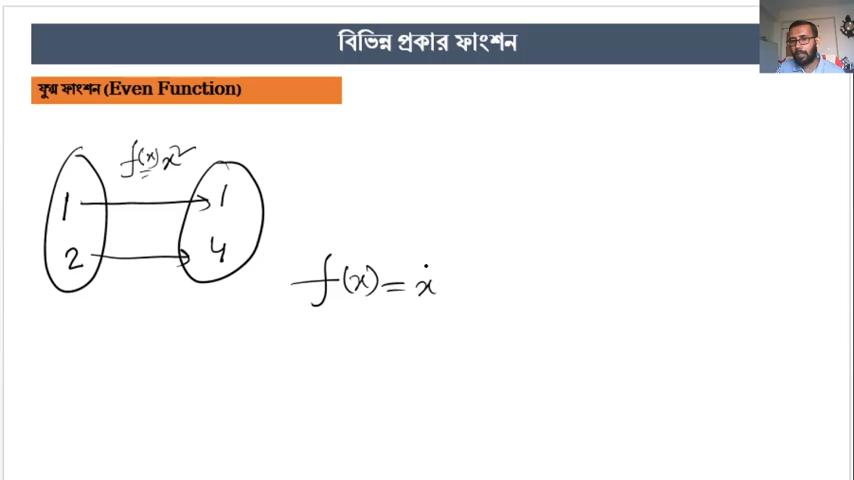 বিভিন্ন প্রকার ফাংশন
যুগ্ম ফাংশন (Even Function)
f(x) x²
1 1
2 4
f(x) = x